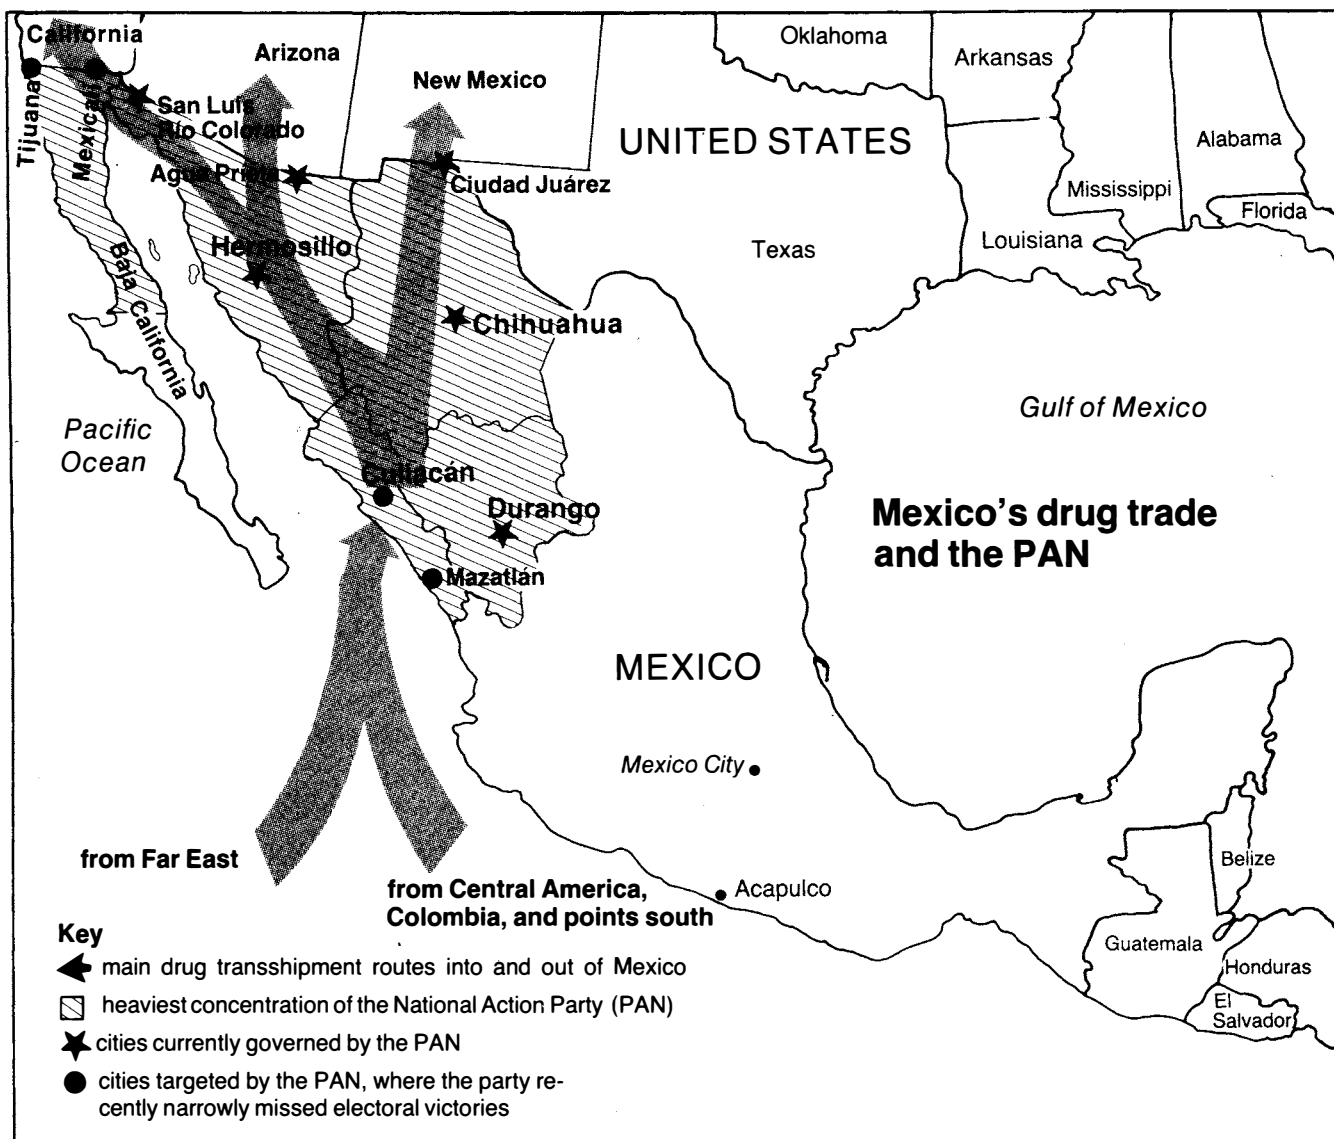 California
Arizona
New Mexico
Oklahoma
Arkansas
Tijuana
Mexicali
San Luis
Río Colorado
UNITED STATES
Alabama
Agua Prieta
Ciudad Juárez
Mississippi
Florida
Hermosillo
Texas
Louisiana
Baja California
Chihuahua
Pacific
Ocean
Gulf of Mexico
Culiacán
Durango
Mexico’s drug trade
and the PAN
Mazatlán
MEXICO
Mexico City
from Far East
Belize
from Central America,
Colombia, and points south
Acapulco
Guatemala
Honduras
El
Salvador
Key
main drug transshipment routes into and out of Mexico
heaviest concentration of the National Action Party (PAN)
cities currently governed by the PAN
cities targeted by the PAN, where the party re-
cently narrowly missed electoral victories